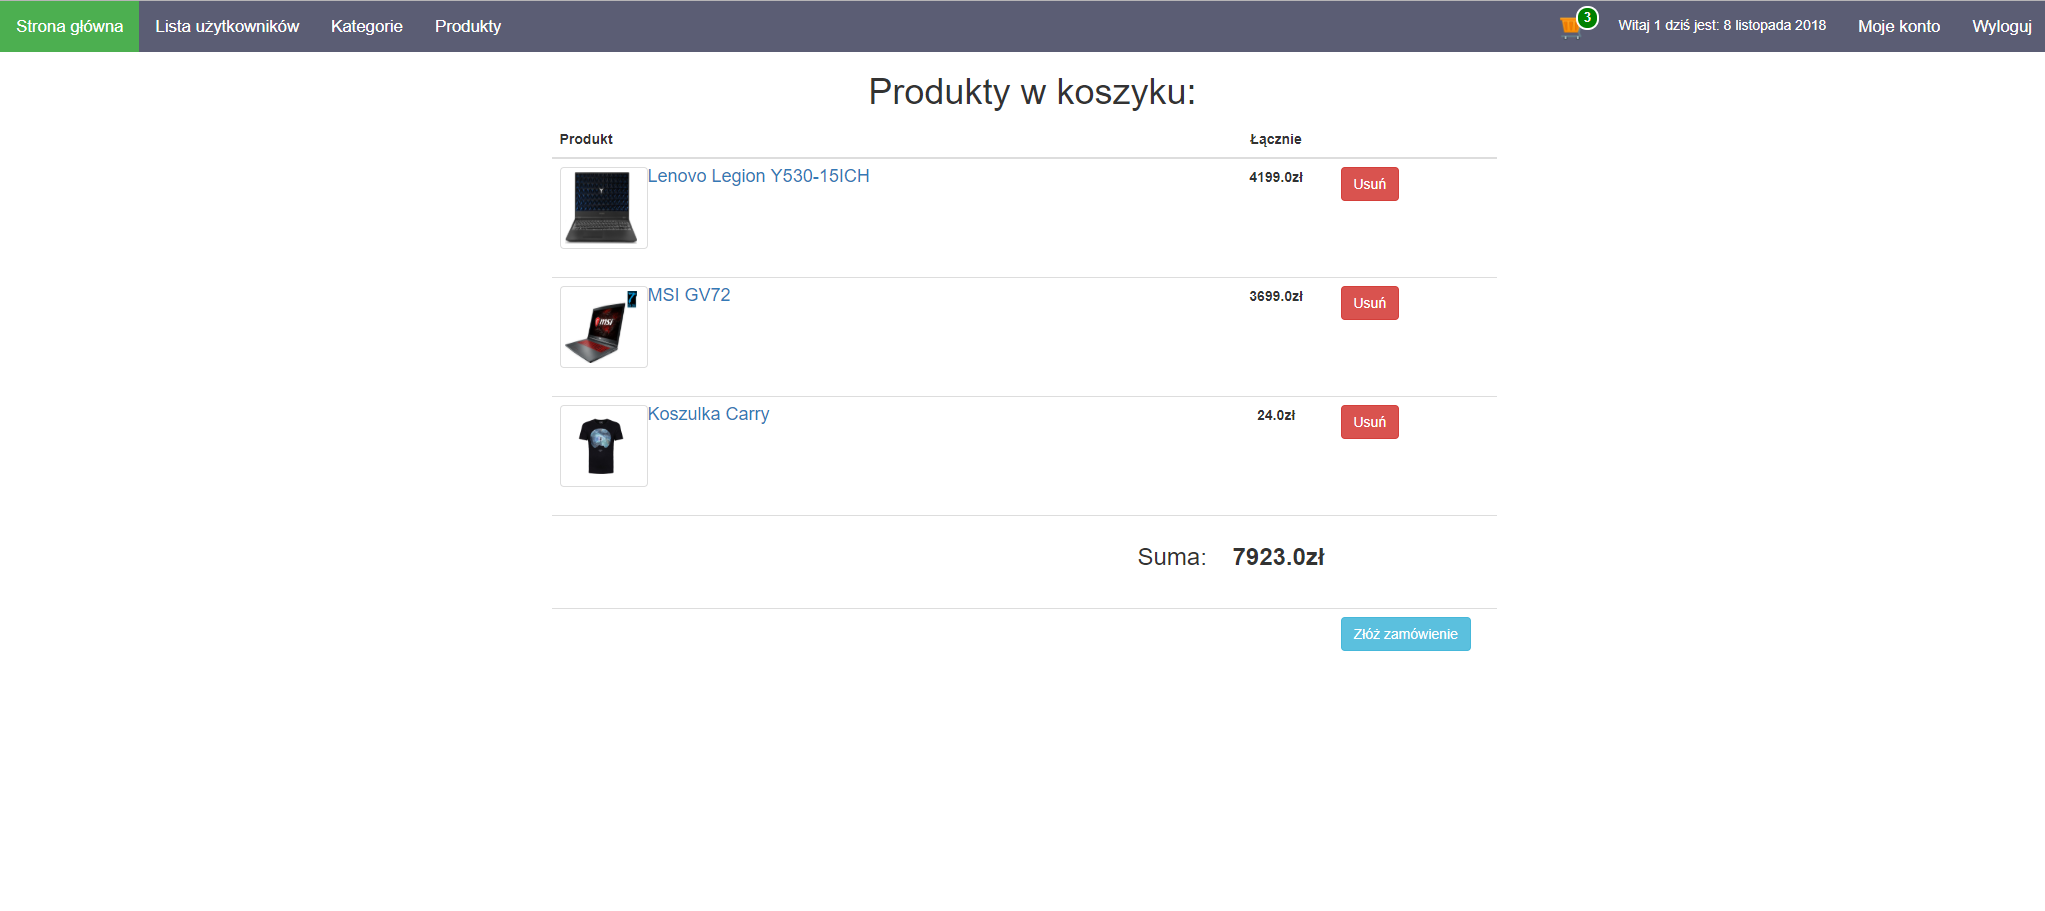 Strona główna Lista użytkowników Kategorie Produkty 3 Witaj 1 dziś jest: 8 listopada 2018 Moje konto Wyloguj
Produkty w koszyku:
Produkt Łącznie
Lenovo Legion Y530-15ICH 4199.0zł Usuń
MSI GV72 3699.0zł Usuń
7
msi
Koszulka Carry 24.0zł Usuń
Suma: 7923.0zł
Złóż zamówienie